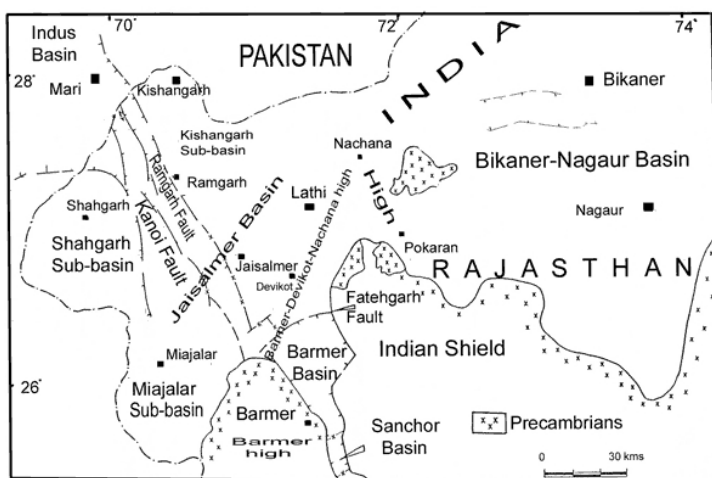 70°
72°
74°
Indus
Basin
PAKISTAN
INDIA
28°
Mari
Kishangarh
Bikaner
Kishangarh
Sub-basin
Nachana
Bikaner-Nagaur Basin
Ramgarh Fault
Ramgarh
High
Lathi
Shahgarh
Nagaur
Kanoi Fault
Jaisalmer Basin
Shahgarh
Sub-basin
Pokaran
Jaisalmer
Devikot
Barmer-Devikot-Nachana high
RAJASTHAN
Fatehgarh
Fault
Miajalar
Barmer
Basin
Indian Shield
26°
Miajalar
Sub-basin
Barmer
Barmer
high
Sanchor
Basin
x x x Precambrians
0 30 kms